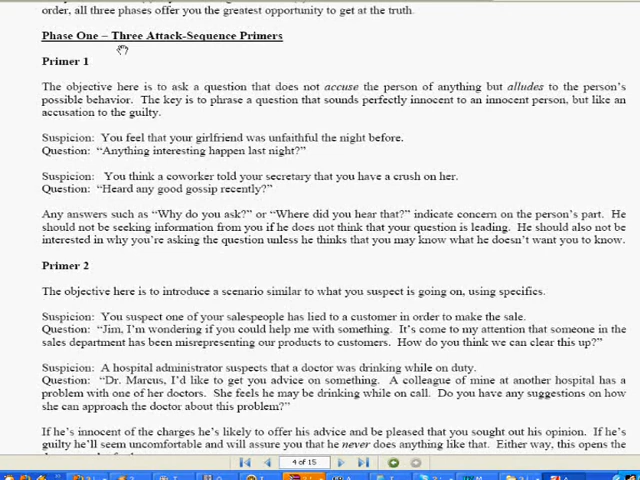 order, all three phases offer you the greatest opportunity to get at the truth.
Phase One – Three Attack-Sequence Primers
Primer 1
The objective here is to ask a question that does not accuse the person of anything but alludes to the person's
possible behavior. The key is to phrase a question that sounds perfectly innocent to an innocent person, but like an
accusation to the guilty.
Suspicion: You feel that your girlfriend was unfaithful the night before.
Question: “Anything interesting happen last night?”
Suspicion: You think a coworker told your secretary that you have a crush on her.
Question: “Heard any good gossip recently?”
Any answers such as “Why do you ask?” or “Where did you hear that?” indicate concern on the person's part. He
should not be seeking information from you if he does not think that your question is leading. He should also not be
interested in why you're asking the question unless he thinks that you may know what he doesn't want you to know.
Primer 2
The objective here is to introduce a scenario similar to what you suspect is going on, using specifics.
Suspicion: You suspect one of your salespeople has lied to a customer in order to make the sale.
Question: “Jim, I'm wondering if you could help me with something. It's come to my attention that someone in the
sales department has been misrepresenting our products to customers. How do you think we can clear this up?”
Suspicion: A hospital administrator suspects that a doctor was drinking while on duty.
Question: “Dr. Marcus, I'd like to get you advice on something. A colleague of mine at another hospital has a
problem with one of her doctors. She feels he may be drinking while on call. Do you have any suggestions on how
she can approach the doctor about this problem?”
If he's innocent of the charges he's likely to offer his advice and be pleased that you sought out his opinion. If he's
guilty he'll seem uncomfortable and will assure you that he never does anything like that. Either way, this opens the
4 of 15